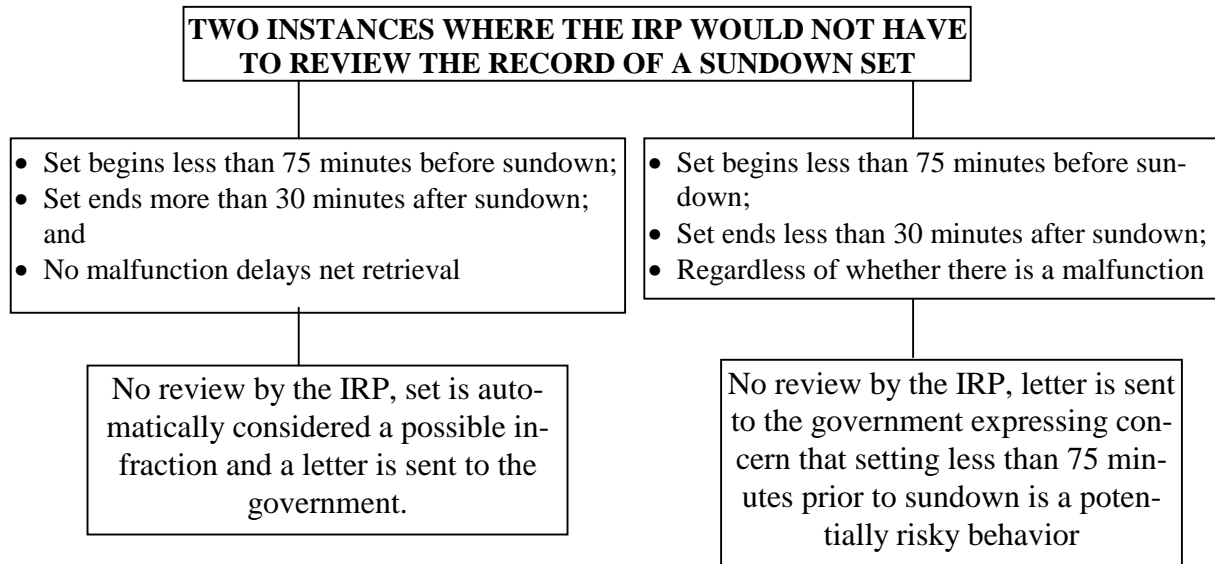 TWO INSTANCES WHERE THE IRP WOULD NOT HAVE
TO REVIEW THE RECORD OF A SUNDOWN SET
• Set begins less than 75 minutes before sundown;
• Set ends more than 30 minutes after sundown;
and
• No malfunction delays net retrieval
• Set begins less than 75 minutes before sun-
down;
• Set ends less than 30 minutes after sundown;
• Regardless of whether there is a malfunction
No review by the IRP, set is auto-
matically considered a possible in-
fraction and a letter is sent to the
government.
No review by the IRP, letter is sent
to the government expressing con-
cern that setting less than 75 min-
utes prior to sundown is a poten-
tially risky behavior